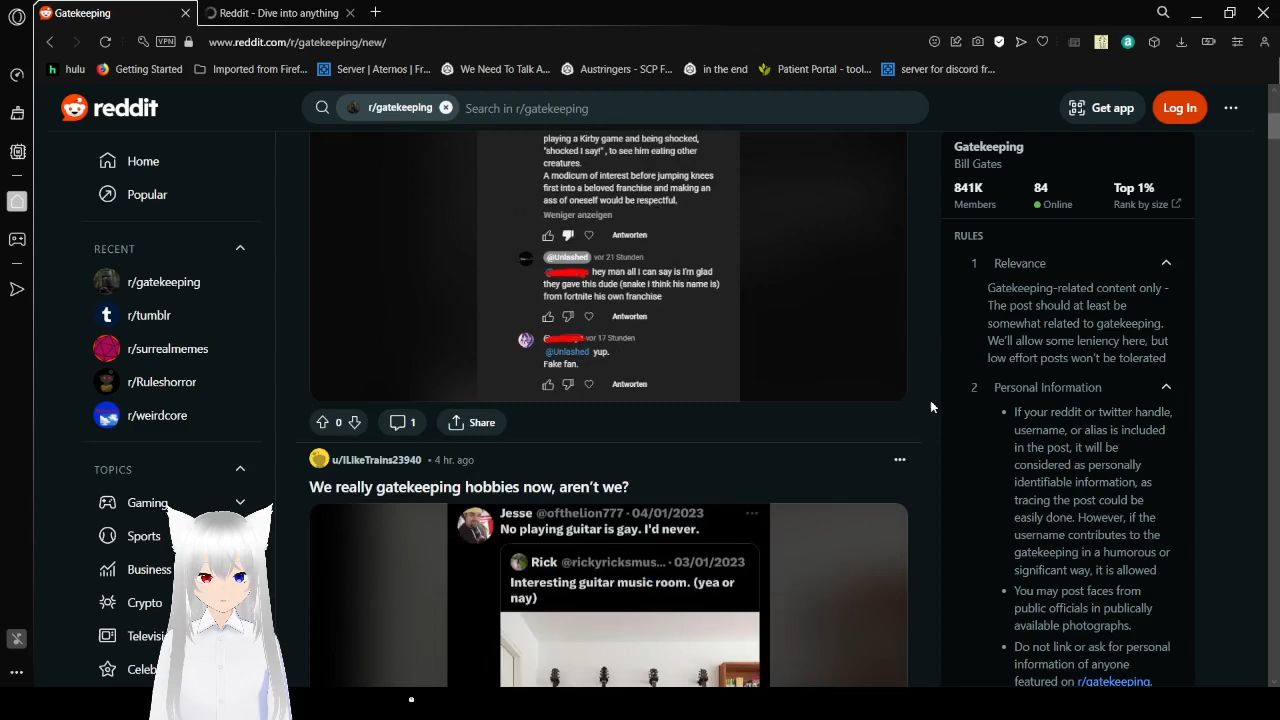 Gatekeeping
Reddit - Dive into anything
VPN
www.reddit.com/r/gatekeeping/new/
hulu
Getting Started
Imported from Firef...
Server | Aternos | Fr...
We Need To Talk A...
Austringers - SCP F...
in the end
Patient Portal - tool...
server for discord fr...
reddit
r/gatekeeping
Search in r/gatekeeping
Get app
Log In
Home
Popular
RECENT
r/gatekeeping
r/tumblr
r/surrealmemes
r/Ruleshorror
r/weirdcore
TOPICS
Gaming
Sports
Business
Crypto
Televisi
Celeb
playing a Kirby game and being shocked,
"shocked I say!", to see him eating other
creatures.
A modicum of interest before jumping knees
first into a beloved franchise and making an
ass of oneself would be respectful.
Weniger anzeigen
Antworten
@Unlashed vor 21 Stunden
hey man all I can say is I'm glad
they gave this dude (snake I think his name is)
from fortnite his own franchise
Antworten
vor 17 Stunden
@Unlashed yup.
Fake fan.
Antworten
0
1
Share
u/ILikeTrains23940 • 4 hr. ago
We really gatekeeping hobbies now, aren't we?
Jesse @ofthelion777 · 04/01/2023
No playing guitar is gay. I'd never.
Rick @rickyricksmus... · 03/01/2023
Interesting guitar music room. (yea or
nay)
Gatekeeping
Bill Gates
841K
Members
84
Online
Top 1%
Rank by size
RULES
1 Relevance
Gatekeeping-related content only -
The post should at least be
somewhat related to gatekeeping.
We'll allow some leniency here, but
low effort posts won't be tolerated
2 Personal Information
• If your reddit or twitter handle,
username, or alias is included
in the post, it will be
considered as personally
identifiable information, as
tracing the post could be
easily done. However, if the
username contributes to the
gatekeeping in a humorous or
significant way, it is allowed
• You may post faces from
public officials in publically
available photographs.
• Do not link or ask for personal
information of anyone
featured on r/gatekeeping.